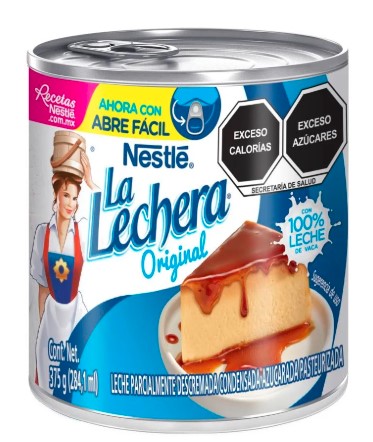 Recetas
Nestlé
.com.mx
AHORA CON
ABRE FÁCIL
EXCESO
CALORÍAS
EXCESO
AZÚCARES
SECRETARÍA DE SALUD
Nestlé®
La
Lechera®
Original
CON
100%
LECHE
DE VACA
Sugerencia de uso
Cont. Net.
375 g (284,1 ml)
LECHE PARCIALMENTE DESCREMADA CONDENSADA AZUCARADA PASTEURIZADA